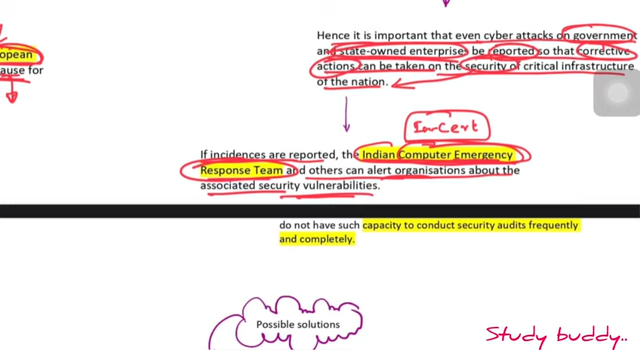 opean
ause for
Hence it is important that even cyber attacks on government
and state-owned enterprises be reported so that corrective
actions can be taken on the security of critical infrastructure
of the nation.
In-Cert
If incidences are reported, the Indian Computer Emergency
Response Team and others can alert organisations about the
associated security vulnerabilities.
do not have such capacity to conduct security audits frequently
and completely.
Possible solutions
Study buddy..